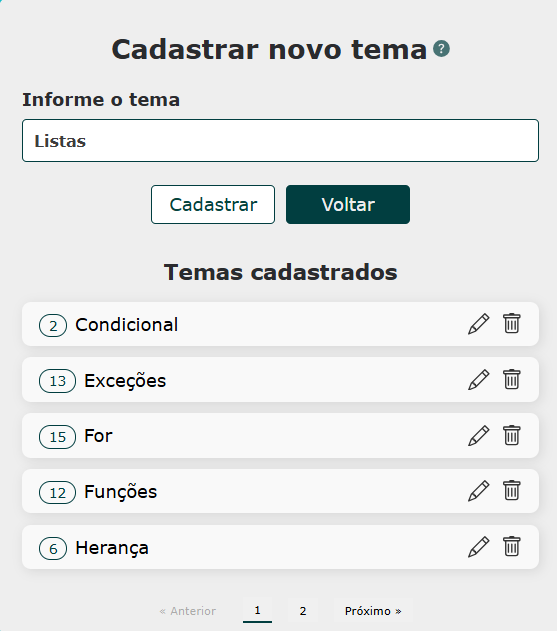 Cadastrar novo tema ?
Informe o tema
Listas
Cadastrar Voltar
Temas cadastrados
2 Condicional
13 Exceções
15 For
12 Funções
6 Herança
« Anterior 1 2 Próximo »